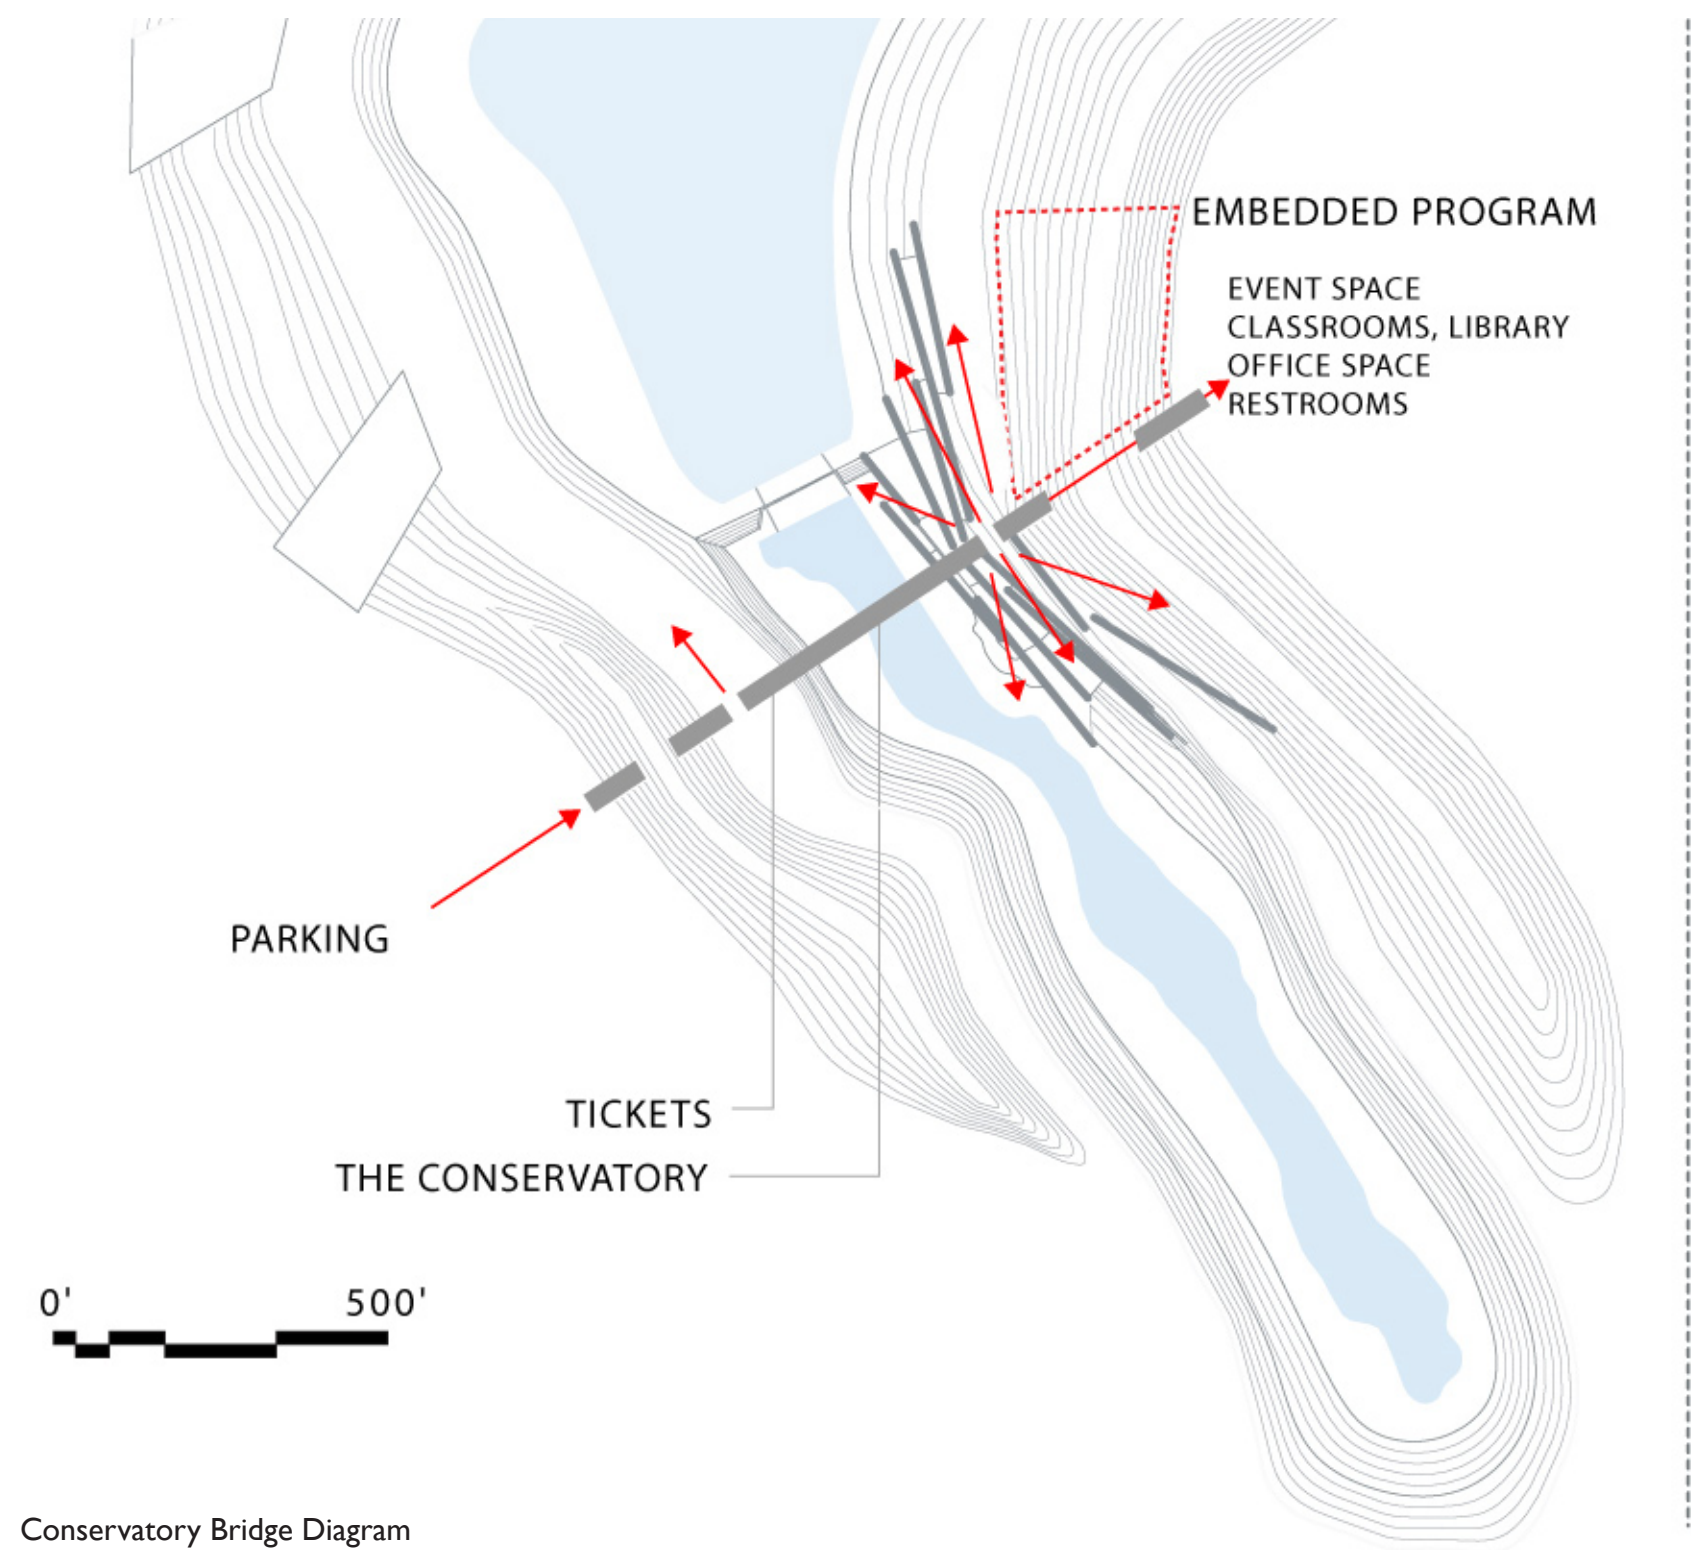 EMBEDDED PROGRAM
EVENT SPACE
CLASSROOMS, LIBRARY
OFFICE SPACE
RESTROOMS
PARKING
TICKETS
THE CONSERVATORY
0' 500'
Conservatory Bridge Diagram